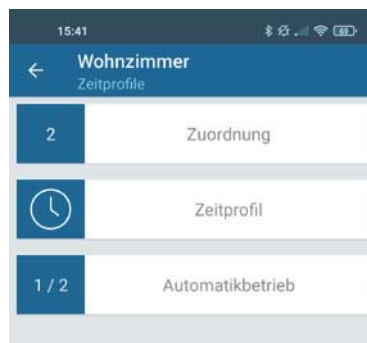 15:41
Wohnzimmer
Zeitprofile
2 Zuordnung
Zeitprofil
1 / 2 Automatikbetrieb